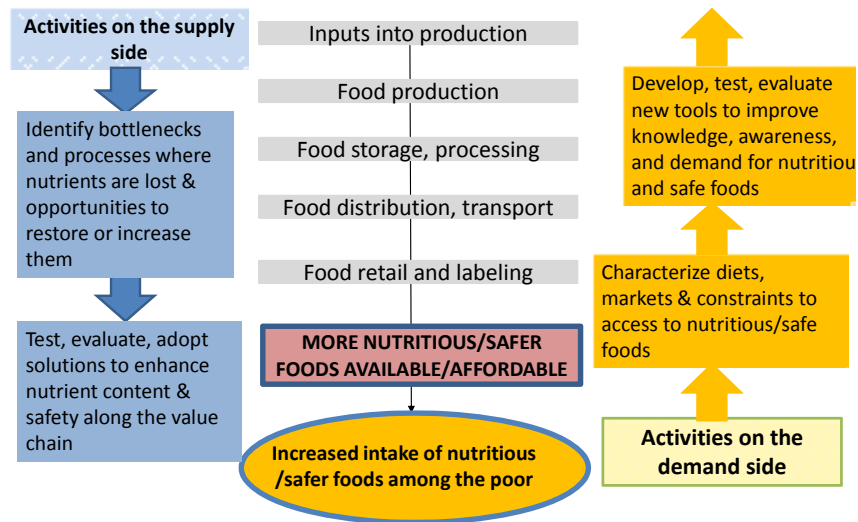 Activities on the supply
side
Identify bottlenecks
and processes where
nutrients are lost &
opportunities to
restore or increase
them
Test, evaluate, adopt
solutions to enhance
nutrient content &
safety along the value
chain
Inputs into production
Food production
Food storage, processing
Food distribution, transport
Food retail and labeling
MORE NUTRITIOUS/SAFER
FOODS AVAILABLE/AFFORDABLE
Increased intake of nutritious
/safer foods among the poor
Develop, test, evaluate
new tools to improve
knowledge, awareness,
and demand for nutritiou
and safe foods
Characterize diets,
markets & constraints to
access to nutritious/safe
foods
Activities on the
demand side